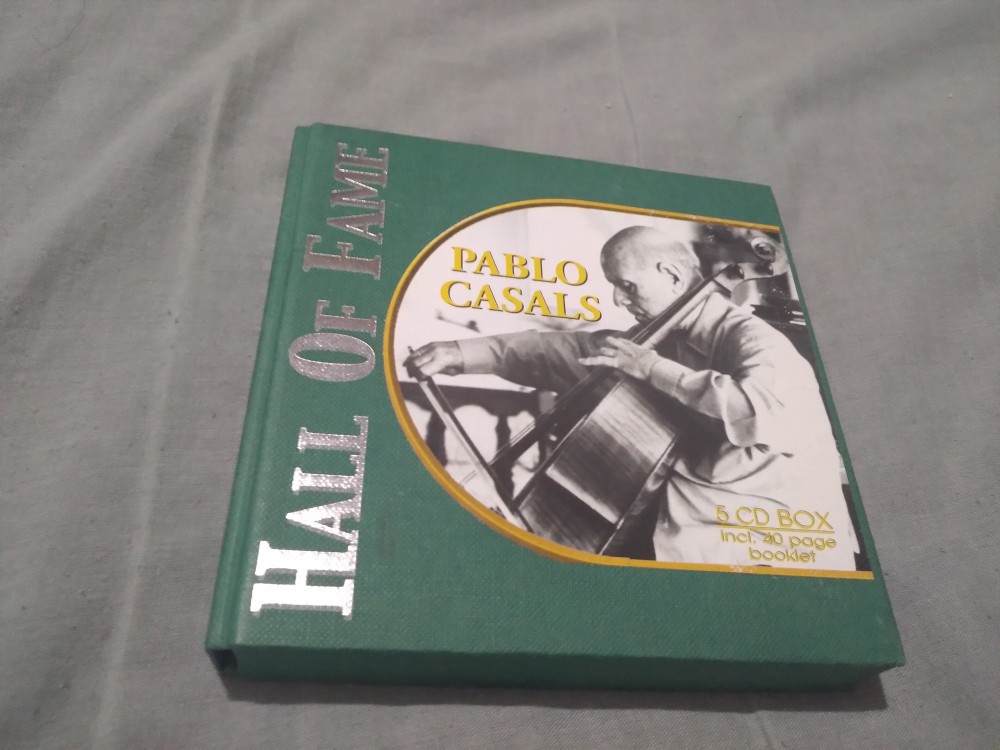 HALL OF FAME
PABLO
CASALS
5 CD BOX
incl. 40 page
booklet